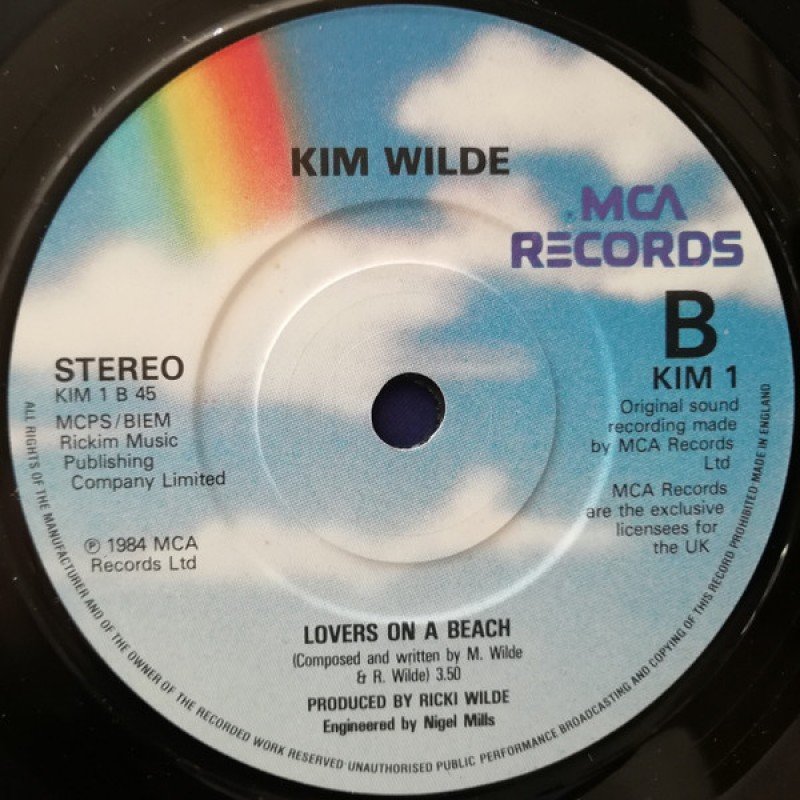 KIM WILDE
MCA
RECORDS
B
KIM 1
STEREO
KIM 1 B 45
MCPS/BIEM
Rickim Music
Publishing
Company Limited
Original sound
recording made
by MCA Records
Ltd
MCA Records
are the exclusive
licensees for
the UK
℗ 1984 MCA
Records Ltd
LOVERS ON A BEACH
(Composed and written by M. Wilde
& R. Wilde) 3.50
PRODUCED BY RICKI WILDE
Engineered by Nigel Mills
ALL RIGHTS OF THE MANUFACTURER AND OF THE OWNER OF THE RECORDED WORK RESERVED UNAUTHORISED PUBLIC PERFORMANCE BROADCASTING AND COPYING OF THIS RECORD PROHIBITED MADE IN ENGLAND